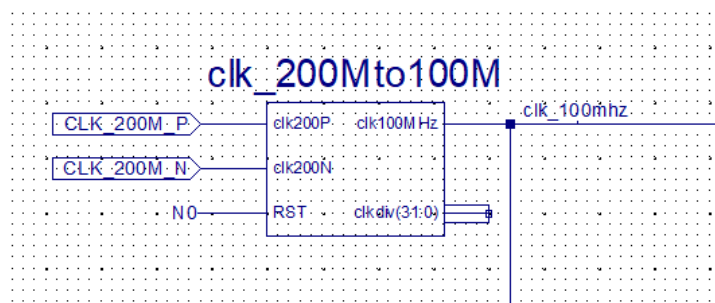 clk_200Mto100M
CLK_200M_P
clk200P
clk100MHz
clk_100mhz
CLK_200M_N
clk200N
N0
RST
clkdiv(31:0)